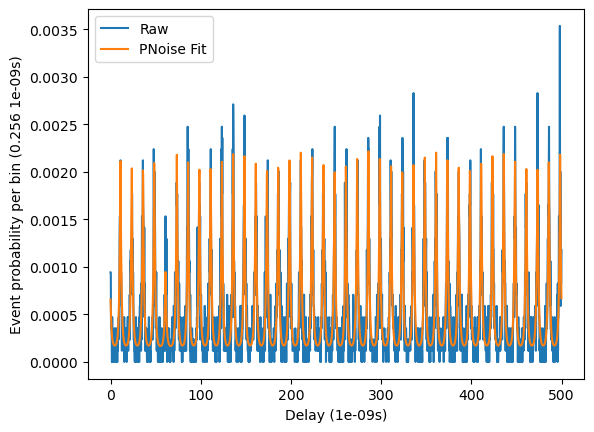 Raw
PNoise Fit
Event probability per bin (0.256 1e-09s)
0.0035
0.0030
0.0025
0.0020
0.0015
0.0010
0.0005
0.0000
0 100 200 300 400 500
Delay (1e-09s)